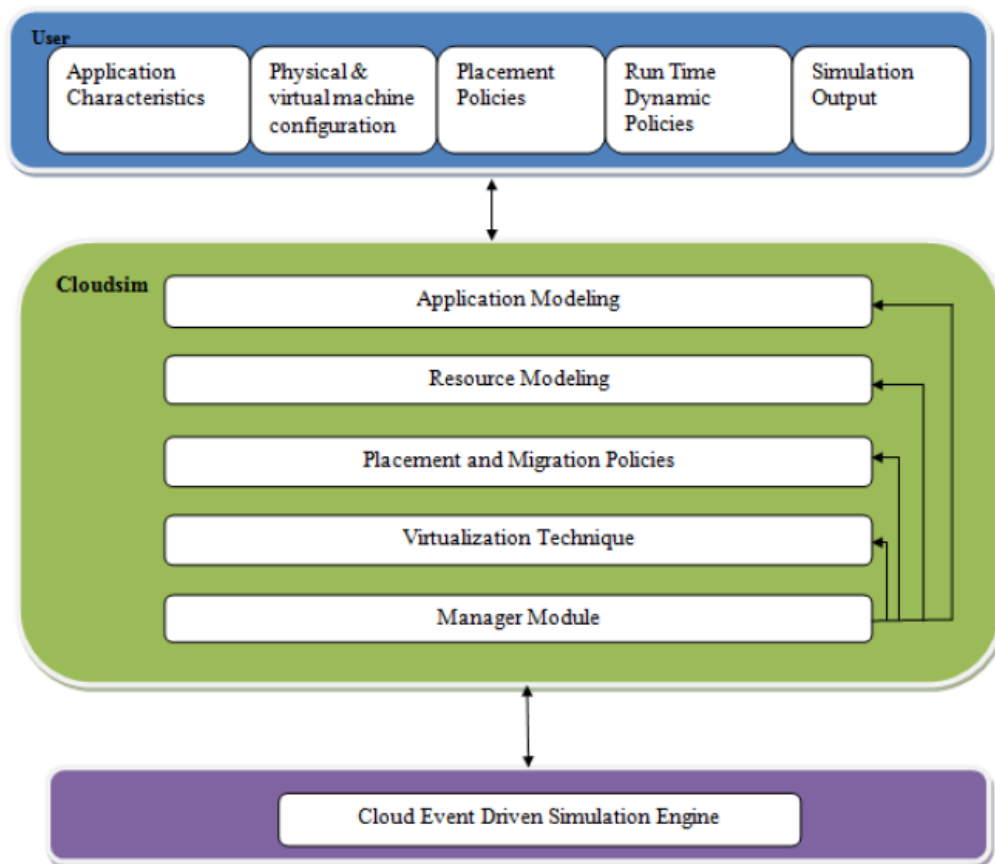 User
Application
Characteristics
Physical &
virtual machine
configuration
Placement
Policies
Run Time
Dynamic
Policies
Simulation
Output
Cloudsim
Application Modeling
Resource Modeling
Placement and Migration Policies
Virtualization Technique
Manager Module
Cloud Event Driven Simulation Engine